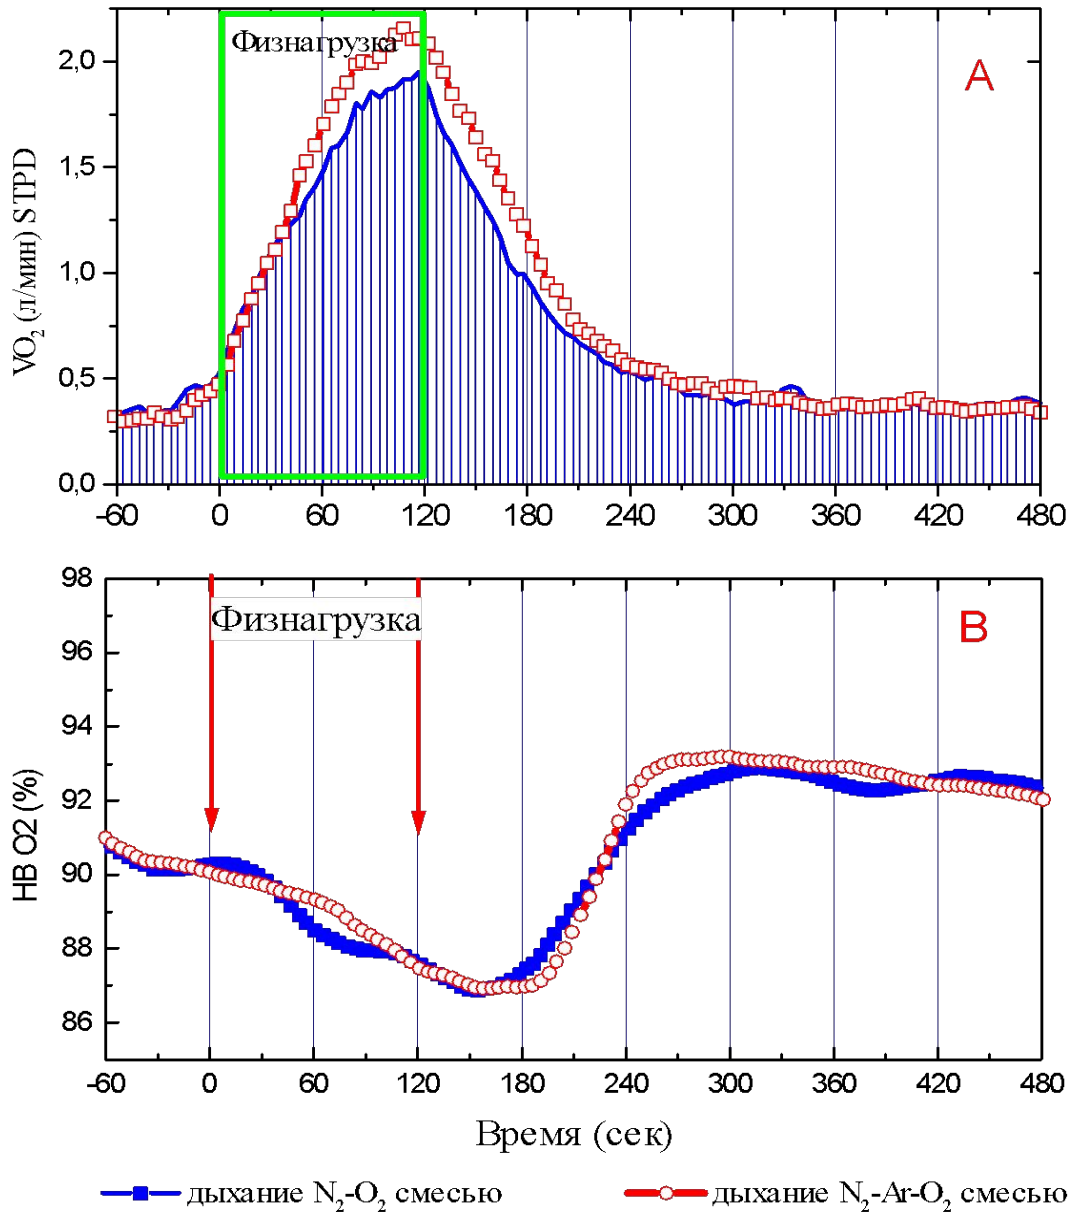 Физнагрузка
A
VO₂ (л/мин) STPD
2,0
1,5
1,0
0,5
0,0
-60 0 60 120 180 240 300 360 420 480
Физнагрузка
B
HB O2 (%)
98
96
94
92
90
88
86
-60 0 60 120 180 240 300 360 420 480
Время (сек)
дыхание N₂-O₂ смесью
дыхание N₂-Ar-O₂ смесью